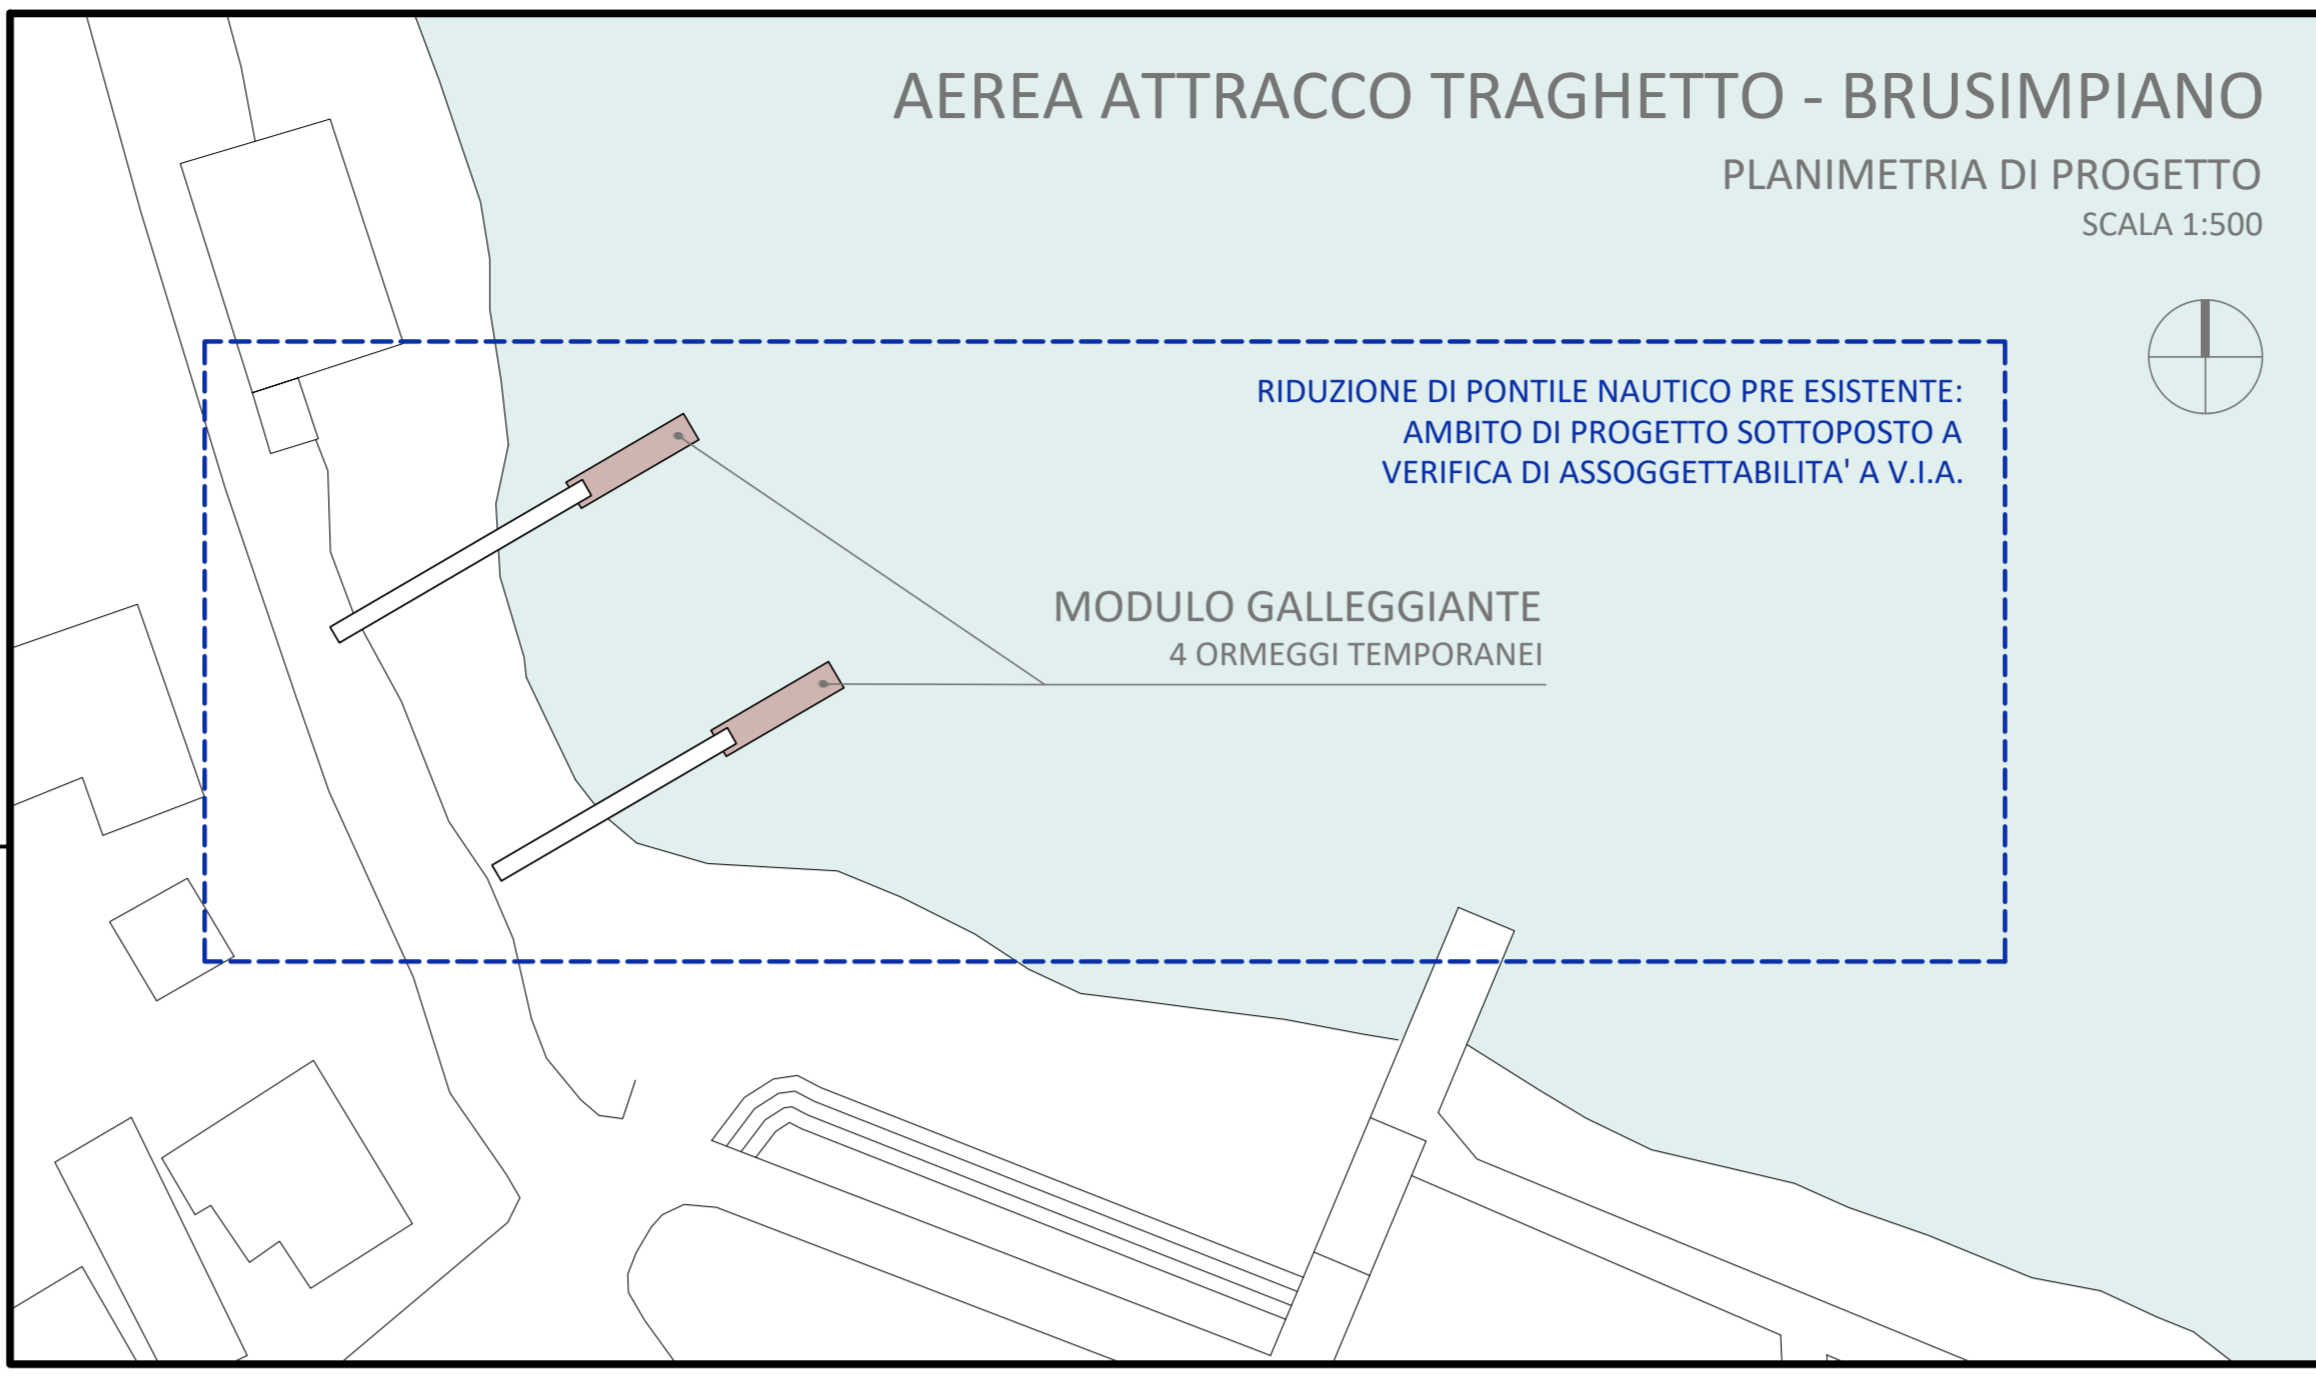 AEREA ATTRACCO TRAGHETTO - BRUSIMPIANO
PLANIMETRIA DI PROGETTO
SCALA 1:500
RIDUZIONE DI PONTILE NAUTICO PRE ESISTENTE:
AMBITO DI PROGETTO SOTTOPOSTO A
VERIFICA DI ASSOGGETTABILITA' A V.I.A.
MODULO GALLEGGIANTE
4 ORMEGGI TEMPORANEI